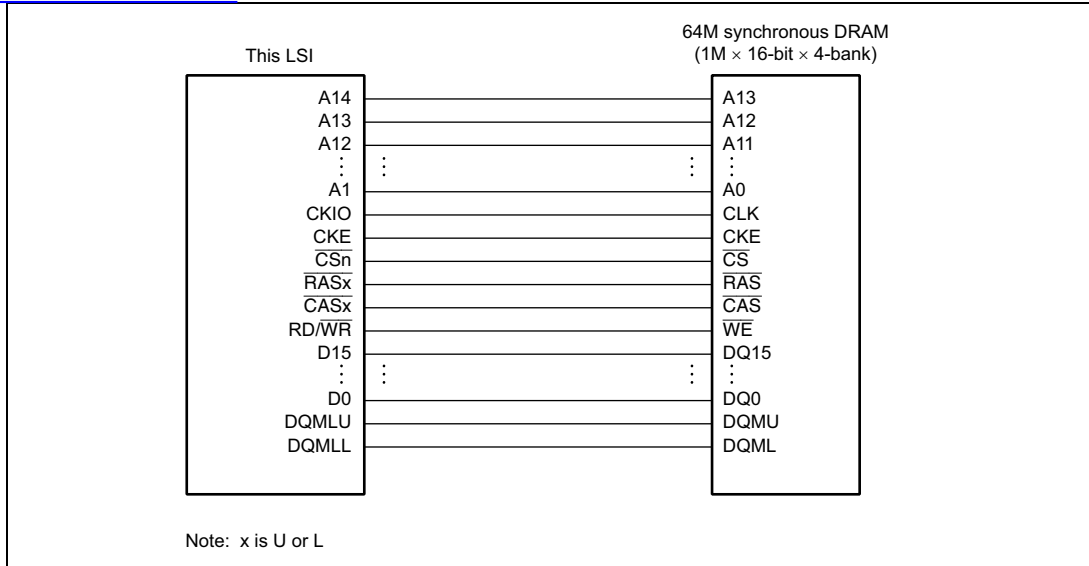 64M synchronous DRAM
This LSI (1M × 16-bit × 4-bank)
A14 A13
A13 A12
A12 A11
A1 A0
CKIO CLK
CKE CKE
CSn CS
RASx RAS
CASx CAS
RD/WR WE
D15 DQ15
D0 DQ0
DQMLU DQMU
DQMLL DQML
Note: x is U or L